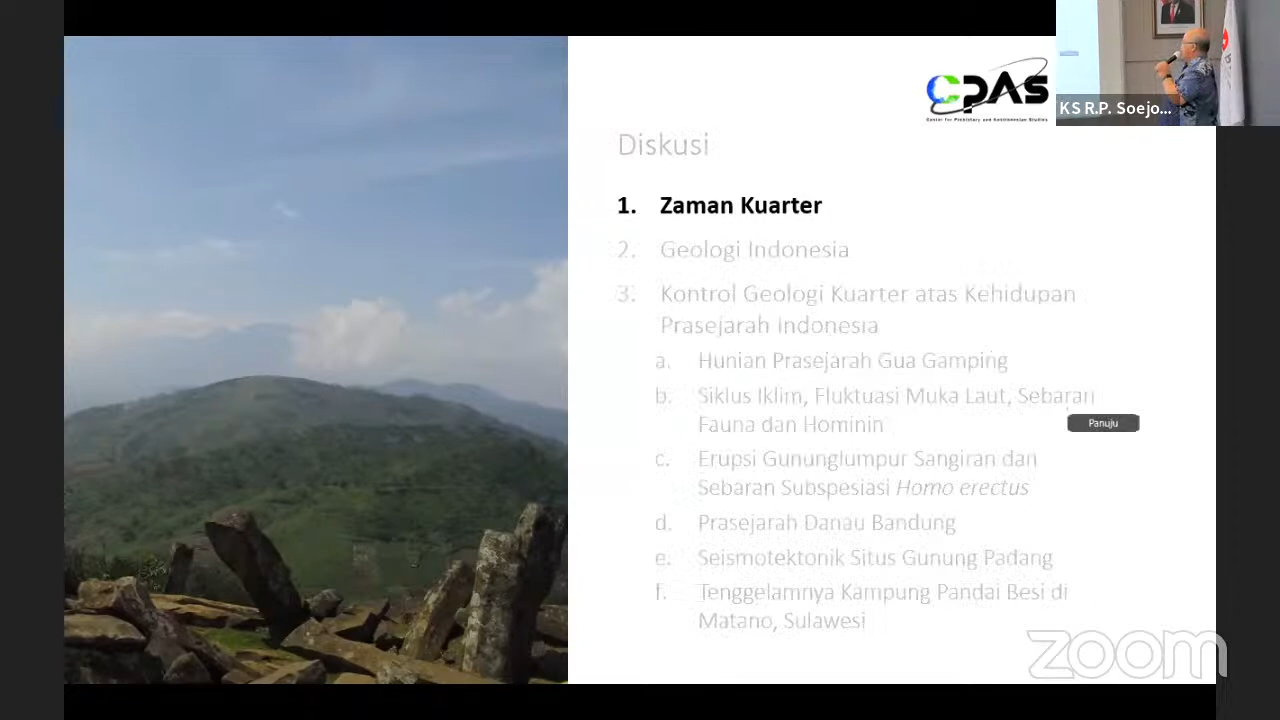 CPAS
Center for Prehistory and Austronesian Studies
KS R.P. Soejo...
Diskusi
1. Zaman Kuarter
2. Geologi Indonesia
3. Kontrol Geologi Kuarter atas Kehidupan
Prasejarah Indonesia
a. Hunian Prasejarah Gua Gamping
b. Siklus Iklim, Fluktuasi Muka Laut, Sebaran
Fauna dan Hominin
Panuju
c. Erupsi Gununglumpur Sangiran dan
Sebaran Subspesiasi Homo erectus
d. Prasejarah Danau Bandung
e. Seismotektonik Situs Gunung Padang
f. Tenggelamnya Kampung Pandai Besi di
Matano, Sulawesi
zoom